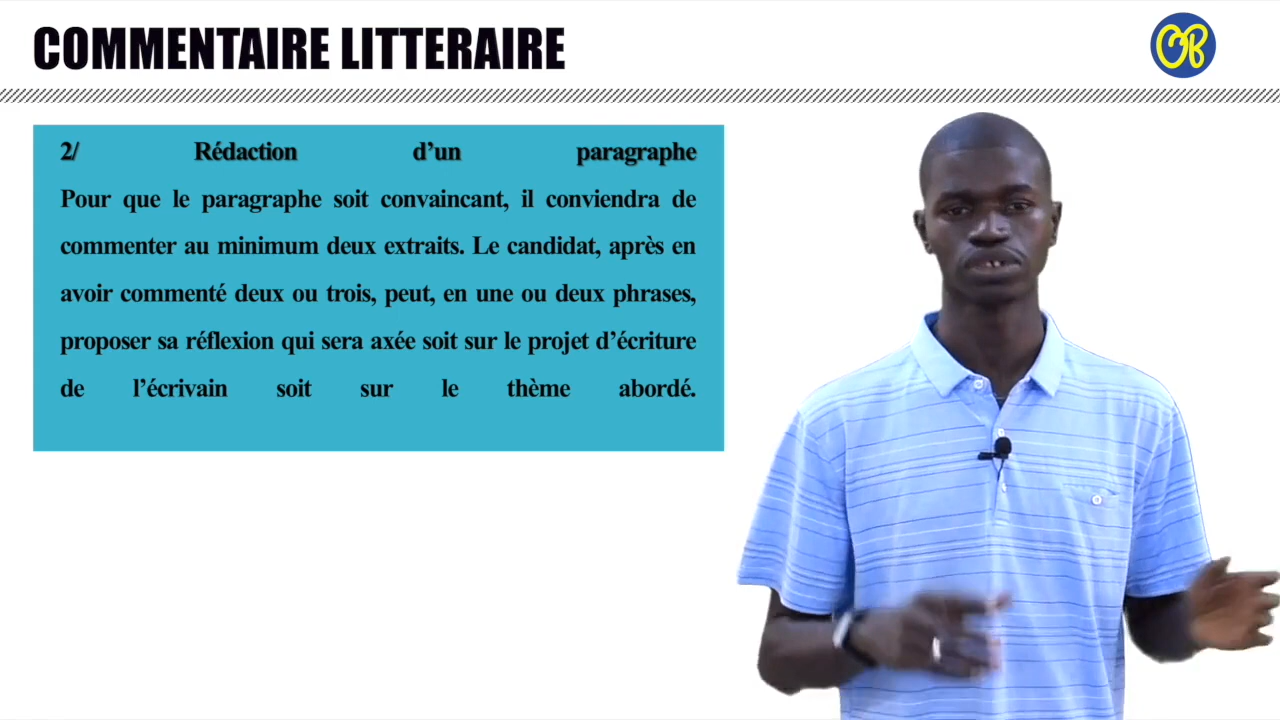 COMMENTAIRE LITTERAIRE
2/ Rédaction d’un paragraphe
Pour que le paragraphe soit convaincant, il conviendra de
commenter au minimum deux extraits. Le candidat, après en
avoir commenté deux ou trois, peut, en une ou deux phrases,
proposer sa réflexion qui sera axée soit sur le projet d’écriture
de l’écrivain soit sur le thème abordé.